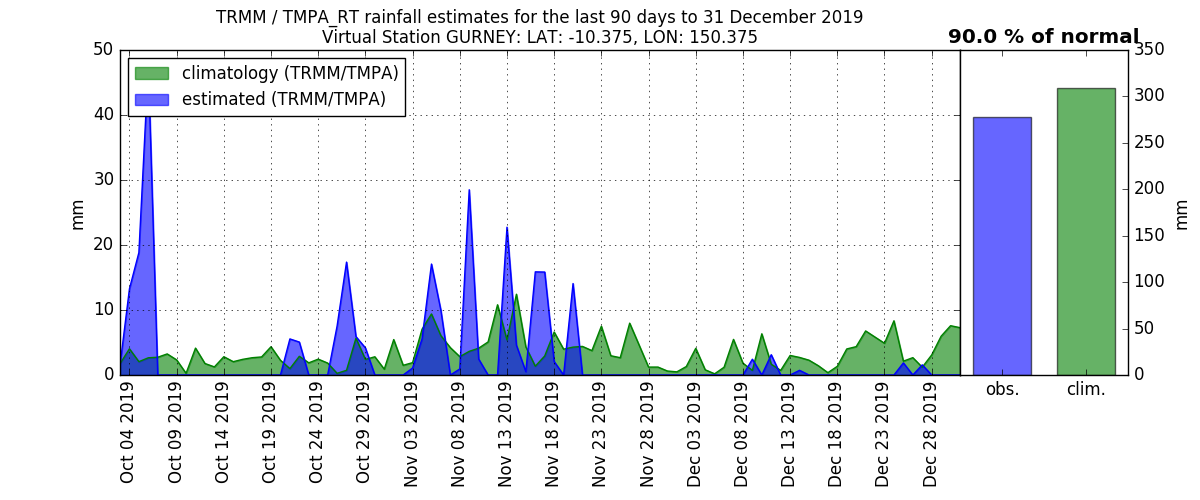 TRMM / TMPA_RT rainfall estimates for the last 90 days to 31 December 2019
Virtual Station GURNEY: LAT: -10.375, LON: 150.375
90.0 % of normal
climatology (TRMM/TMPA)
estimated (TRMM/TMPA)
50
40
30
20
10
0
mm
Oct 04 2019
Oct 09 2019
Oct 14 2019
Oct 19 2019
Oct 24 2019
Oct 29 2019
Nov 03 2019
Nov 08 2019
Nov 13 2019
Nov 18 2019
Nov 23 2019
Nov 28 2019
Dec 03 2019
Dec 08 2019
Dec 13 2019
Dec 18 2019
Dec 23 2019
Dec 28 2019
obs.
clim.
350
300
250
200
150
100
50
0
mm